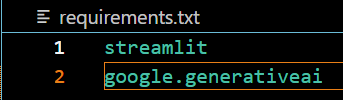 requirements.txt
1 streamlit
2 google.generativeai